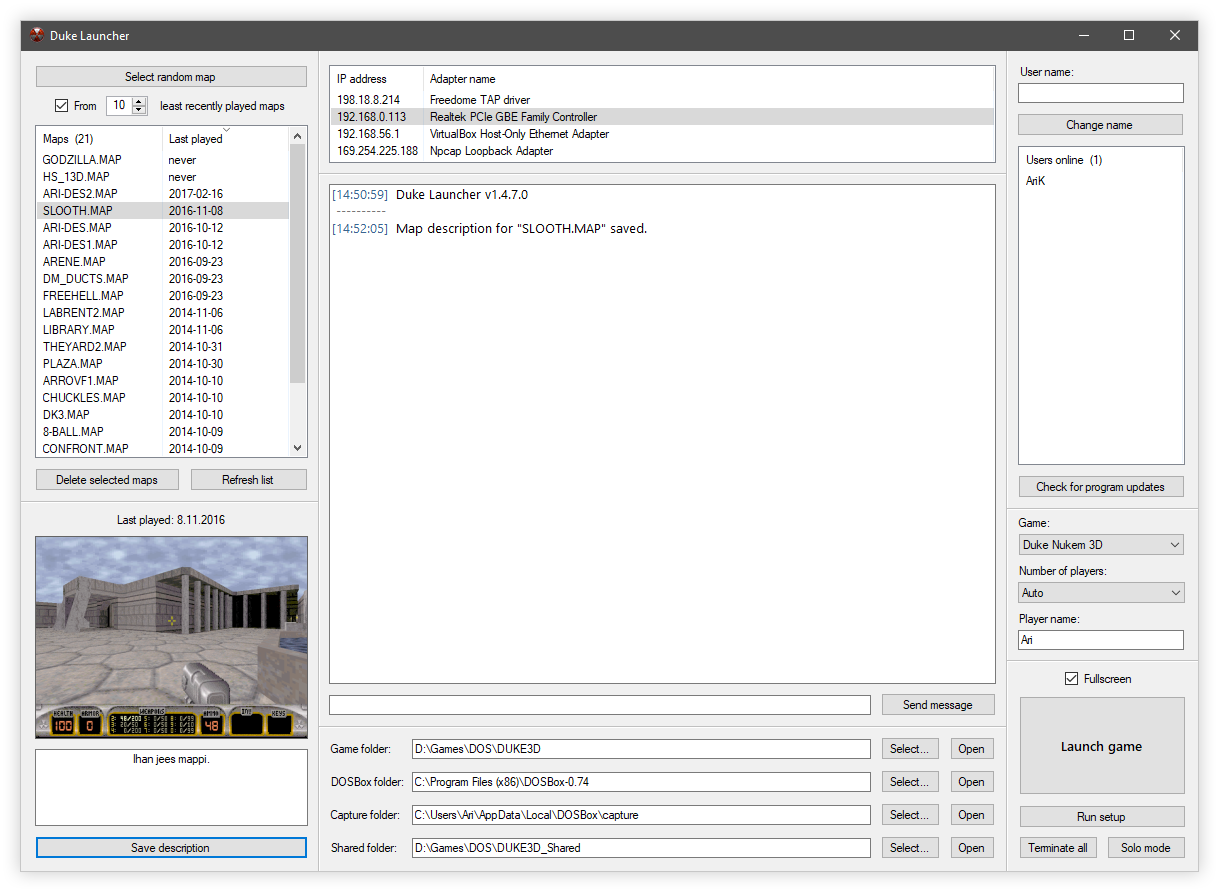 Duke Launcher
Select random map
From 10 least recently played maps
Maps (21) Last played
GODZILLA.MAP never
HS_13D.MAP never
ARI-DES2.MAP 2017-02-16
SLOOTH.MAP 2016-11-08
ARI-DES.MAP 2016-10-12
ARI-DES1.MAP 2016-10-12
ARENE.MAP 2016-09-23
DM_DUCTS.MAP 2016-09-23
FREEHELL.MAP 2016-09-23
LABRENT2.MAP 2014-11-06
LIBRARY.MAP 2014-11-06
THEYARD2.MAP 2014-10-31
PLAZA.MAP 2014-10-30
ARROVF1.MAP 2014-10-10
CHUCKLES.MAP 2014-10-10
DK3.MAP 2014-10-10
8-BALL.MAP 2014-10-09
CONFRONT.MAP 2014-10-09
Delete selected maps Refresh list
Last played: 8.11.2016
HEALTH ARMOR WEAPONS AMMO INV KEYS
100 0 48
Ihan jees mappi.
Save description
IP address Adapter name
198.18.8.214 Freedome TAP driver
192.168.0.113 Realtek PCIe GBE Family Controller
192.168.56.1 VirtualBox Host-Only Ethernet Adapter
169.254.225.188 Npcap Loopback Adapter
[14:50:59] Duke Launcher v1.4.7.0
----------
[14:52:05] Map description for "SLOOTH.MAP" saved.
Send message
Game folder: D:\Games\DOS\DUKE3D Select... Open
DOSBox folder: C:\Program Files (x86)\DOSBox-0.74 Select... Open
Capture folder: C:\Users\Ari\AppData\Local\DOSBox\capture Select... Open
Shared folder: D:\Games\DOS\DUKE3D_Shared Select... Open
User name:
Change name
Users online (1)
AriK
Check for program updates
Game:
Duke Nukem 3D
Number of players:
Auto
Player name:
Ari
Fullscreen
Launch game
Run setup
Terminate all Solo mode